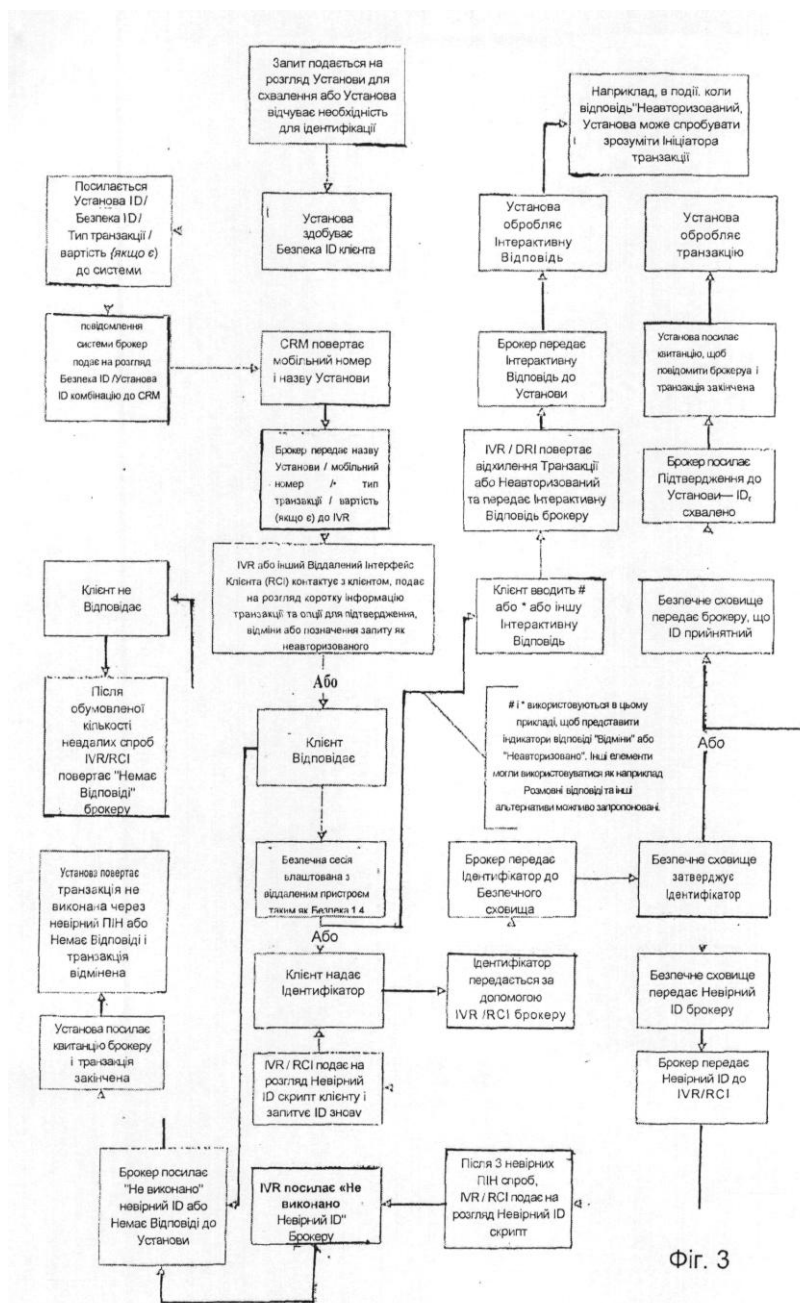 Запит подається на
розгляд Установи для
схвалення або Установа
відчуває необхідність
для ідентифікації
Наприклад, в події. коли
відповідь"Неавторизований,
Установа може спробувати
зрозуміти Ініціатора
транзакції
Посилається
Установа ID/
Безпека ID/
Тип транзакції /
вартість (якщо є)
до системи
Установа
здобуває
Безпека ID клієнта
Установа
обробляє
Інтерактивну
Відповідь
Установа
обробляє
транзакцію
повідомлення
системи брокер
подає на розгляд
Безпека ID /Установа
ID комбінацію до CRM
CRM повертає
мобільний номер
і назву Установи
Брокер передає
Інтерактивну
Відповідь до
Установи
Установа посилає
квитанцію, щоб
повідомити брокеруа і
транзакція закінчена
Брокер передає назву
Установи / мобільний
номер /• тип
транзакції / вартість
(якщо є) до IVR
IVR / DRI повертає
відхилення Транзакції
або Неавторизований
та передає Інтерактивну
Відповідь брокеру
Брокер посилає
Підтвердження до
Установи— ID,
схвалено
Клієнт не
Відповідає
IVR або інший Віддалений Інтерфейс
Клієнта (RCI) контактує з клієнтом, подає
на розгляд коротку інформацію
транзакції та опції для підтвердження,
відміни або позначення запиту як
неавторизованого
Клієнт вводить #
або * або іншу
Інтерактивну
Відповідь
Безпечне сховище
передає брокеру, що
ID прийнятний
Або
Після
обумовленої
кількості
невдалих спроб
IVR/RCI
повертає "Немає
Відповіді"
брокеру
Клієнт
Відповідає
# і * використовуються в цьому
прикладі, щоб представити
індикатори відповіді "Відміни" або
"Неавторизовано". Інші елементи
могли використовуватися як наприклад
Розмовні відповіді та інші
альтернативи можливо запропоновані.
Або
Установа повертає
транзакція не
виконана через
невірний ПІН або
Немає Відповіді і
транзакція
відмінена
Безпечна сесія
влаштована з
віддаленим пристроєм
таким як Безпека 1 4
Брокер передає
Ідентифікатор до
Безпечного
сховища
Безпечне сховище
затверджує
Ідентифікатор
Або
Клієнт надає
Ідентифікатор
Ідентифікатор
передається за
допомогою
IVR /RCI брокеру
Безпечне сховище
передає Невірний
ID брокеру
Установа посилає
квитанцію брокеру
і транзакція
закінчена
IVR / RCI подає на
розгляд Невірний
ID скрипт клієнту і
запитує ID знову
Брокер передає
Невірний ID до
IVR/RCI
Брокер посилає
"Не виконано"
невірний ID або
Немає Відповіді до
Установи
IVR посилає «Не
виконано
Невірний ID"
Брокеру
Після 3 невірних
ПІН спроб,
IVR / RCI подає на
розгляд Невірний ID
скрипт
Фіг. 3